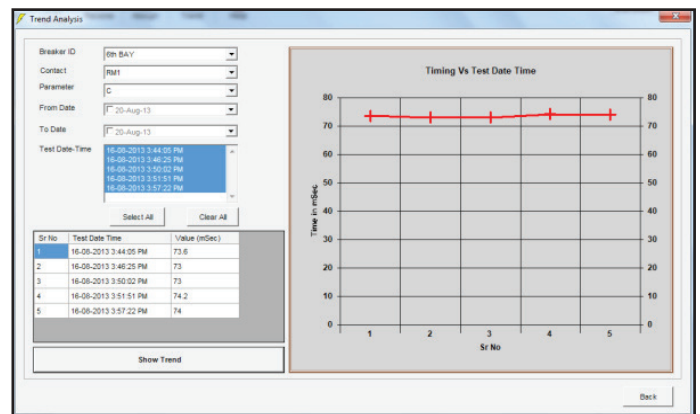 Trend Analysis
Breaker ID
6th BAY
Contact
RM1
Parameter
C
From Date
20-Aug-13
To Date
20-Aug-13
Test Date-Time
16-08-2013 3:44:05 PM
16-08-2013 3:46:25 PM
16-08-2013 3:50:02 PM
16-08-2013 3:51:51 PM
16-08-2013 3:57:22 PM
Select All Clear All
Sr No Test Date Time Value (mSec)
1 16-08-2013 3:44:05 PM 73.6
2 16-08-2013 3:46:25 PM 73
3 16-08-2013 3:50:02 PM 73
4 16-08-2013 3:51:51 PM 74.2
5 16-08-2013 3:57:22 PM 74
Show Trend
Timing Vs Test Date Time
80 80
70 70
60 60
50 50
40 40
30 30
20 20
10 10
0 0
Time in mSec
1 2 3 4 5
Sr No
Back